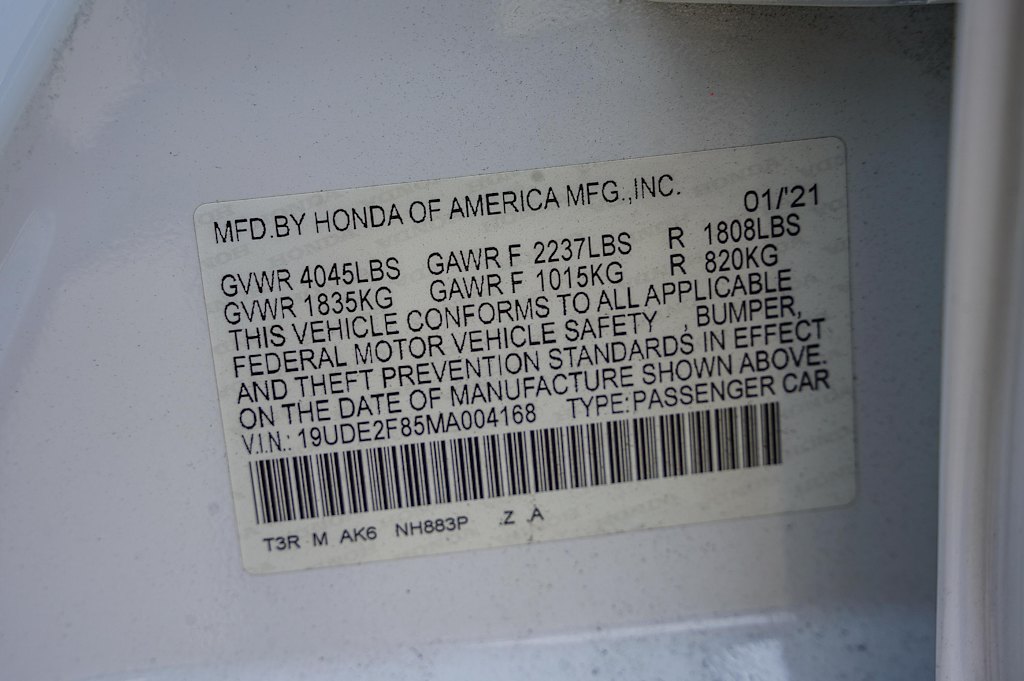 MFD.BY HONDA OF AMERICA MFG.,INC. 01/'21
GVWR 4045LBS GAWR F 2237LBS R 1808LBS
GVWR 1835KG GAWR F 1015KG R 820KG
THIS VEHICLE CONFORMS TO ALL APPLICABLE
FEDERAL MOTOR VEHICLE SAFETY , BUMPER,
AND THEFT PREVENTION STANDARDS IN EFFECT
ON THE DATE OF MANUFACTURE SHOWN ABOVE.
V.I.N.: 19UDE2F85MA004168 TYPE:PASSENGER CAR
T3R M AK6 NH883P .Z .A